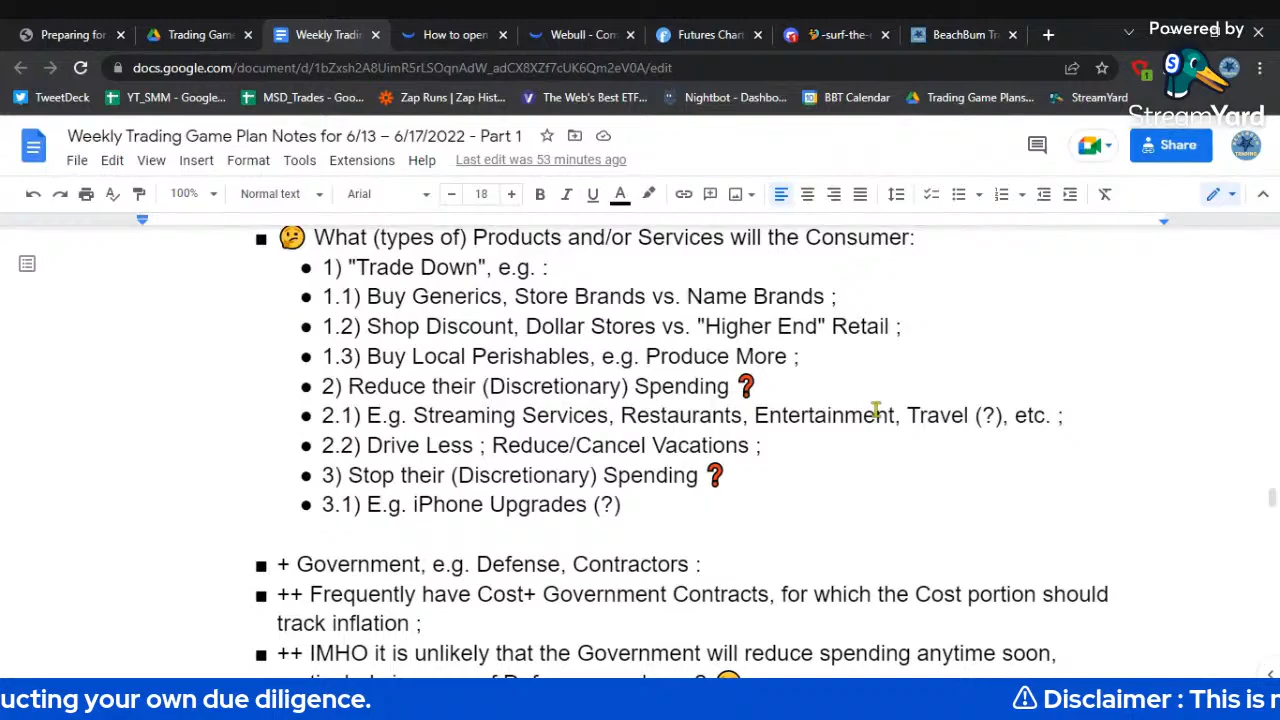 Powered by
StreamYard
Preparing for
Trading Gam
Weekly Tradin
How to open
Webull - Com
Futures Chart
-surf-the-
BeachBum Tr
docs.google.com/document/d/1bZxsh2A8UimR5rLSOqnAdW_adCX8XZf7cUK6Qm2eV0A/edit
TweetDeck
YT_SMM - Google...
MSD_Trades - Goo...
Zap Runs | Zap Hist...
The Web's Best ETF...
Nightbot - Dashbo...
BBT Calendar
Trading Game Plans...
StreamYard
Weekly Trading Game Plan Notes for 6/13 – 6/17/2022 - Part 1
File Edit View Insert Format Tools Extensions Help Last edit was 53 minutes ago
Share
100% Normal text Arial 18
■ 🤔 What (types of) Products and/or Services will the Consumer:
● 1) "Trade Down", e.g. :
● 1.1) Buy Generics, Store Brands vs. Name Brands ;
● 1.2) Shop Discount, Dollar Stores vs. "Higher End" Retail ;
● 1.3) Buy Local Perishables, e.g. Produce More ;
● 2) Reduce their (Discretionary) Spending ❓
● 2.1) E.g. Streaming Services, Restaurants, Entertainment, Travel (?), etc. ;
● 2.2) Drive Less ; Reduce/Cancel Vacations ;
● 3) Stop their (Discretionary) Spending ❓
● 3.1) E.g. iPhone Upgrades (?)
■ + Government, e.g. Defense, Contractors :
■ ++ Frequently have Cost+ Government Contracts, for which the Cost portion should
track inflation ;
■ ++ IMHO it is unlikely that the Government will reduce spending anytime soon,
ucting your own due diligence.
⚠ Disclaimer : This is n